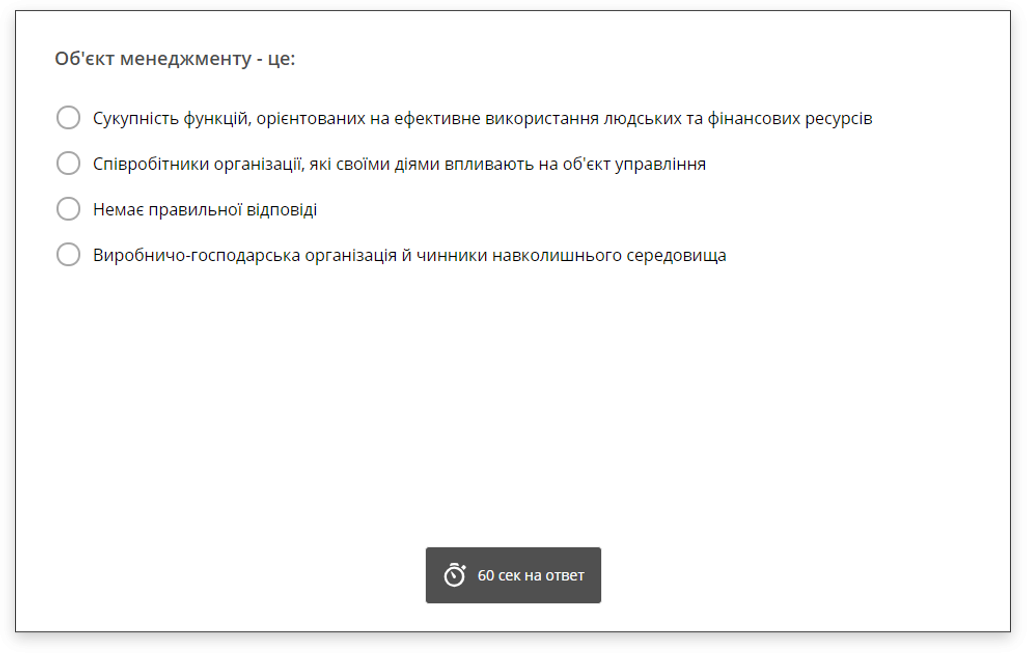 Об'єкт менеджменту - це:
Сукупність функцій, орієнтованих на ефективне використання людських та фінансових ресурсів
Співробітники організації, які своїми діями впливають на об'єкт управління
Немає правильної відповіді
Виробничо-господарська організація й чинники навколишнього середовища
60 сек на ответ